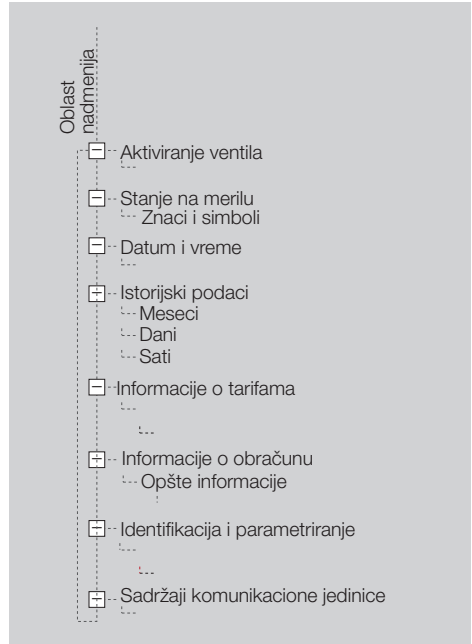 Oblast
nadmenija
Aktiviranje ventila
Stanje na merilu
Znaci i simboli
Datum i vreme
Istorijski podaci
Meseci
Dani
Sati
Informacije o tarifama
Informacije o obračunu
Opšte informacije
Identifikacija i parametriranje
Sadržaji komunikacione jedinice